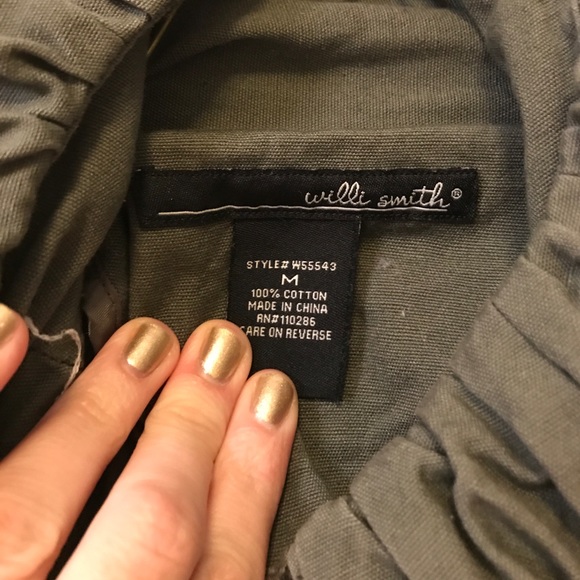 willi smith®
STYLE# W55543
M
100% COTTON
MADE IN CHINA
RN#110286
CARE ON REVERSE